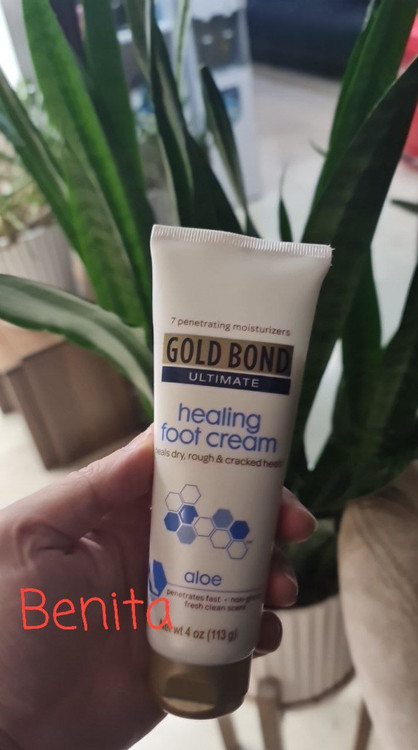 7 penetrating moisturizers
GOLD BOND
ULTIMATE
healing
foot cream
heals dry, rough & cracked heels
aloe
penetrates fast • non-greasy
fresh clean scent
Benita
net wt 4 oz (113 g)